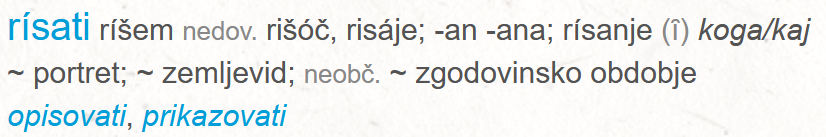 rísati ríšem nedov. rišóč, risáje; -an -ana; rísanje (ȋ) koga/kaj
~ portret; ~ zemljevid; neobč. ~ zgodovinsko obdobje
opisovati, prikazovati